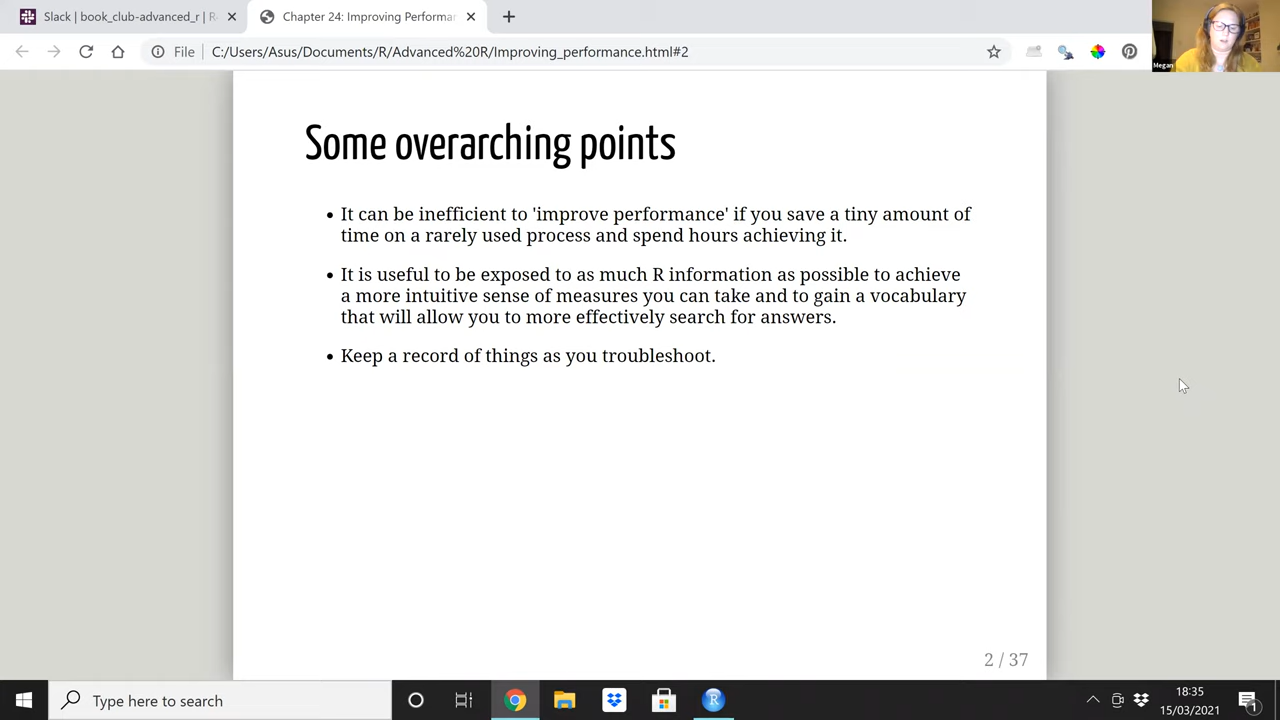 Slack | book_club-advanced_r | R
Chapter 24: Improving Performan
File
C:/Users/Asus/Documents/R/Advanced%20R/Improving_performance.html#2
Megan
Some overarching points
It can be inefficient to 'improve performance' if you save a tiny amount of
time on a rarely used process and spend hours achieving it.
It is useful to be exposed to as much R information as possible to achieve
a more intuitive sense of measures you can take and to gain a vocabulary
that will allow you to more effectively search for answers.
Keep a record of things as you troubleshoot.
2 / 37
Type here to search
R
18:35
15/03/2021
1